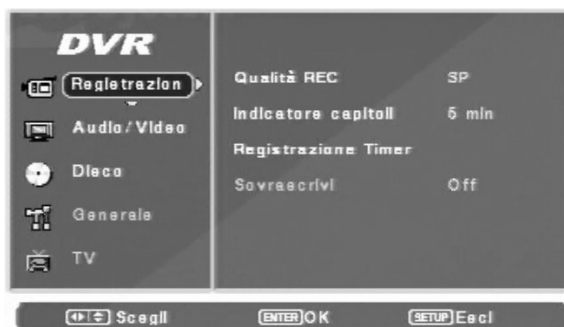 DVR
Registrazion
Audio/Video
Disco
Generale
TV
Qualità REC SP
Indicatore capitoli 5 min
Registrazione Timer
Sovrascrivi Off
Scegli ENTER OK SETUP Esci